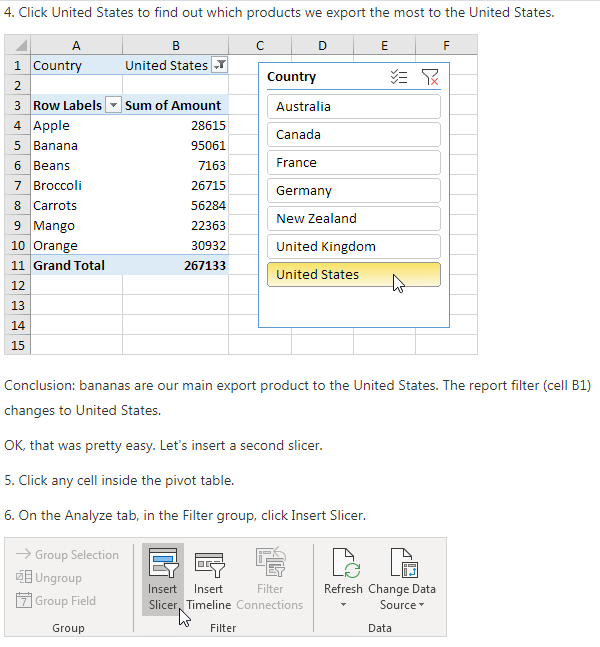 4. Click United States to find out which products we export the most to the United States.
A B C D E F
1 Country United States
2
3 Row Labels Sum of Amount
4 Apple 28615
5 Banana 95061
6 Beans 7163
7 Broccoli 26715
8 Carrots 56284
9 Mango 22363
10 Orange 30932
11 Grand Total 267133
12
13
14
15
Country
Australia
Canada
France
Germany
New Zealand
United Kingdom
United States
Conclusion: bananas are our main export product to the United States. The report filter (cell B1)
changes to United States.
OK, that was pretty easy. Let's insert a second slicer.
5. Click any cell inside the pivot table.
6. On the Analyze tab, in the Filter group, click Insert Slicer.
Group Selection
Ungroup
7 Group Field
Group
Insert
Slicer
Insert
Timeline
Filter
Connections
Filter
Refresh
Change Data
Source
Data